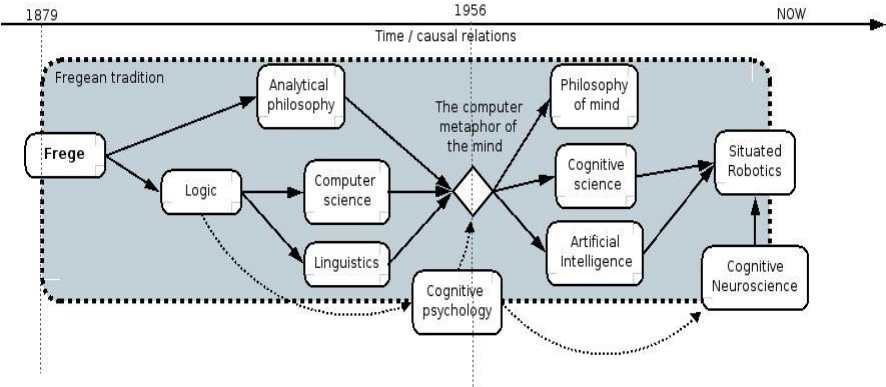 1879
1956
NOW
Time / causal relations
Fregean tradition
Analytical
philosophy
The computer
metaphor of
the mind
Philosophy
of mind
Frege
Logic
Computer
science
Cognitive
science
Situated
Robotics
Linguistics
Artificial
Intelligence
Cognitive
psychology
Cognitive
Neuroscience